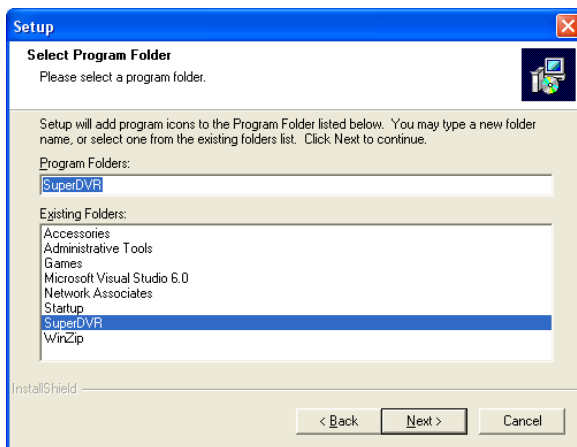 Setup
Select Program Folder
Please select a program folder.
Setup will add program icons to the Program Folder listed below. You may type a new folder
name, or select one from the existing folders list. Click Next to continue.
Program Folders:
SuperDVR
Existing Folders:
Accessories
Administrative Tools
Games
Microsoft Visual Studio 6.0
Network Associates
Startup
SuperDVR
WinZip
InstallShield
< Back
Next >
Cancel